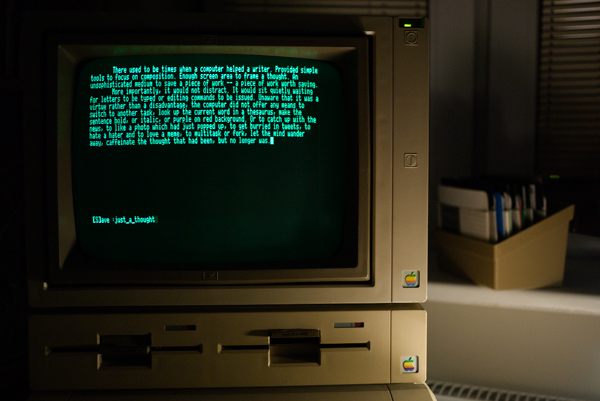 There used to be times when a computer helped a writer. Provided simple
tools to focus on composition. Enough screen area to frame a thought. An
unsophisticated medium to save a piece of work -- a piece of work worth saving.
More importantly, it would not distract. It would sit quietly waiting
for letters to be typed or editing commands to be issued. Unaware that it was a
virtue rather than a disadvantage, the computer did not offer any means to
switch to another task, look up the current word in a thesaurus, make the
sentence bold, or italic, or purple on red background. Or to catch up with the
news, to like a photo which had just popped up, to get burried in tweets, to
hate a hater and to love a meme, to multitask or fork, let the mind wander
away, caffeinate the thought that had been, but no longer was.
[S]ave :just_a_thought